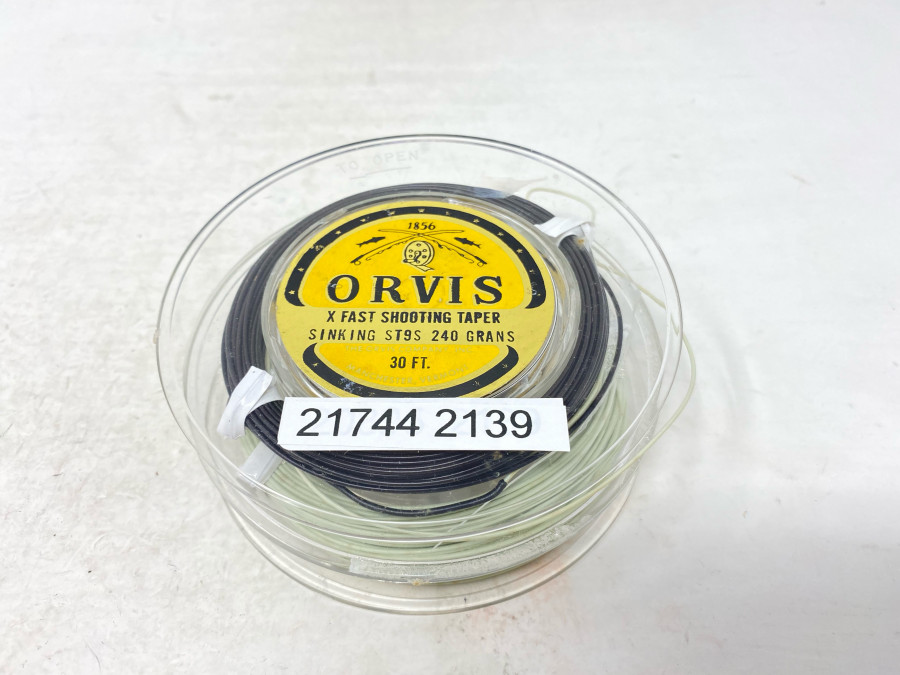 TO OPEN
1856
ORVIS
X FAST SHOOTING TAPER
SINKING ST9S 240 GRANS
30 FT.
21744 2139